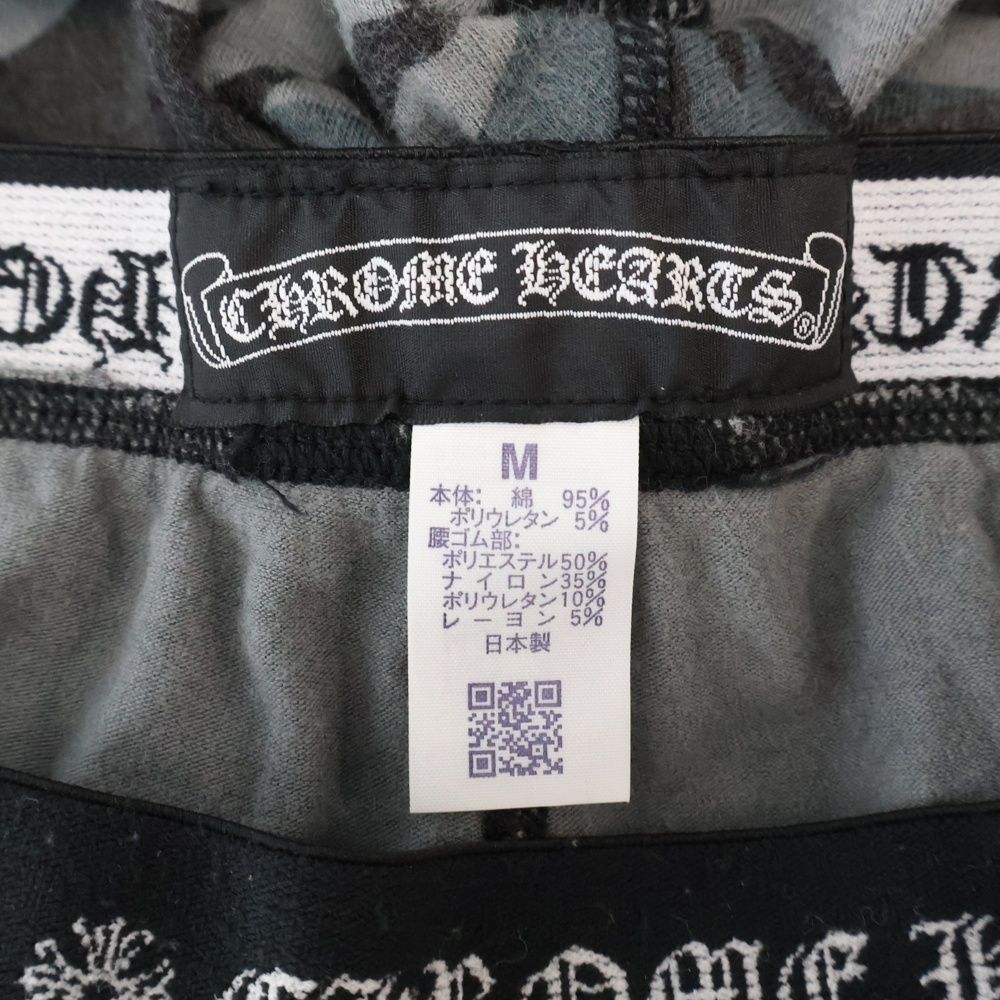 CHROME HEARTS®
M
本体: 綿 95%
ポリウレタン 5%
腰ゴム部:
ポリエステル50%
ナイロン35%
ポリウレタン10%
レーヨン 5%
日本製
CHROME H